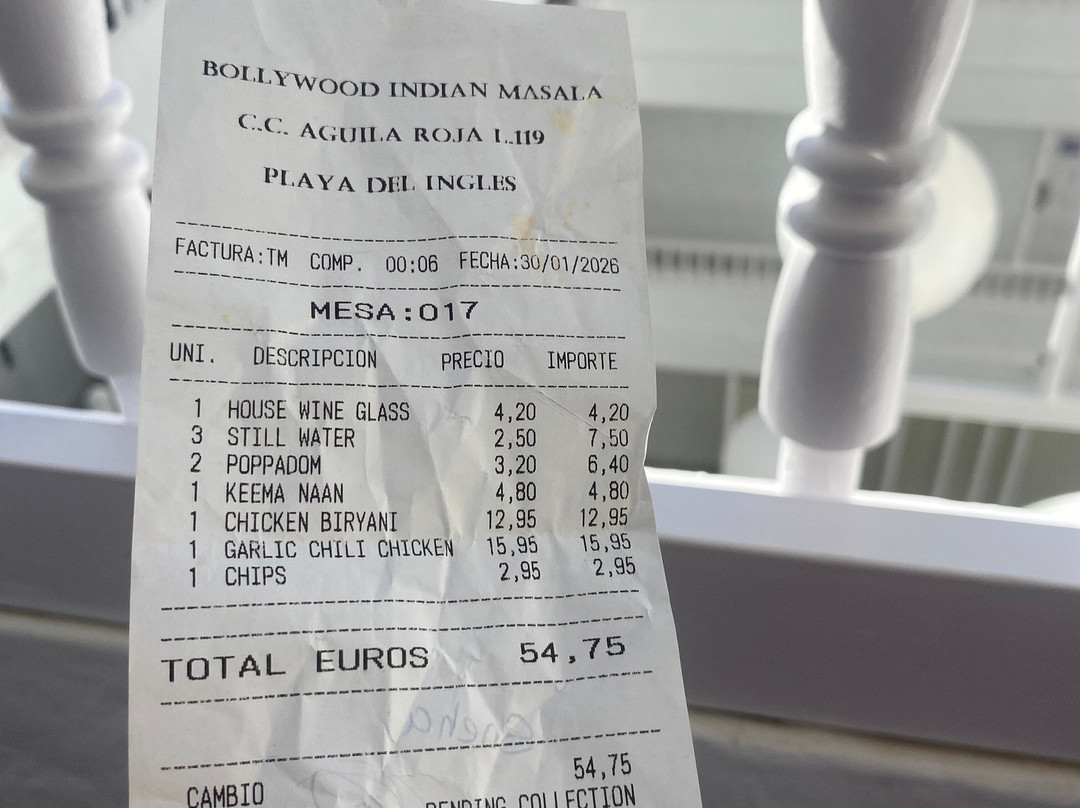 BOLLYWOOD INDIAN MASALA
C.C. AGUILA ROJA L.119
PLAYA DEL INGLES
FACTURA:TM COMP. 00:06 FECHA:30/01/2026
MESA:017
UNI. DESCRIPCION PRECIO IMPORTE
1 HOUSE WINE GLASS 4,20 4,20
3 STILL WATER 2,50 7,50
2 POPPADOM 3,20 6,40
1 KEEMA NAAN 4,80 4,80
1 CHICKEN BIRYANI 12,95 12,95
1 GARLIC CHILI CHICKEN 15,95 15,95
1 CHIPS 2,95 2,95
TOTAL EUROS 54,75
54,75
CAMBIO PENDING COLLECTION